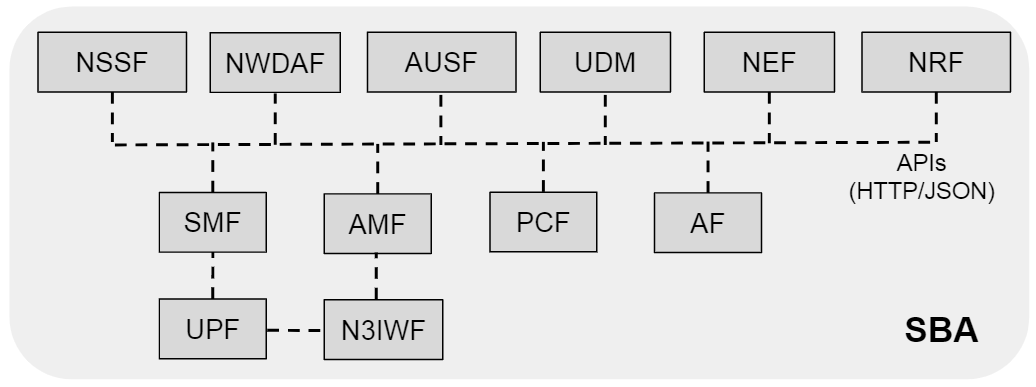 NSSF
NWDAF
AUSF
UDM
NEF
NRF
APIs
(HTTP/JSON)
SMF
AMF
PCF
AF
UPF
N3IWF
SBA